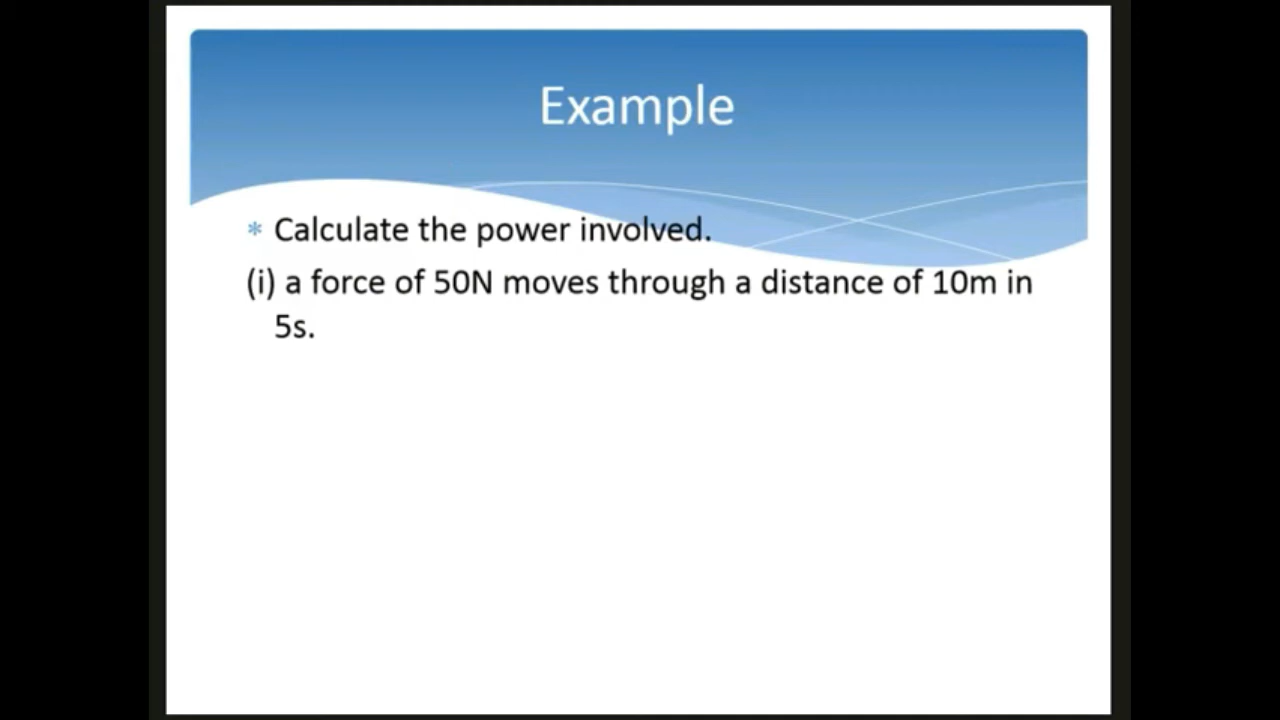 Example
* Calculate the power involved.
(i) a force of 50N moves through a distance of 10m in
5s.